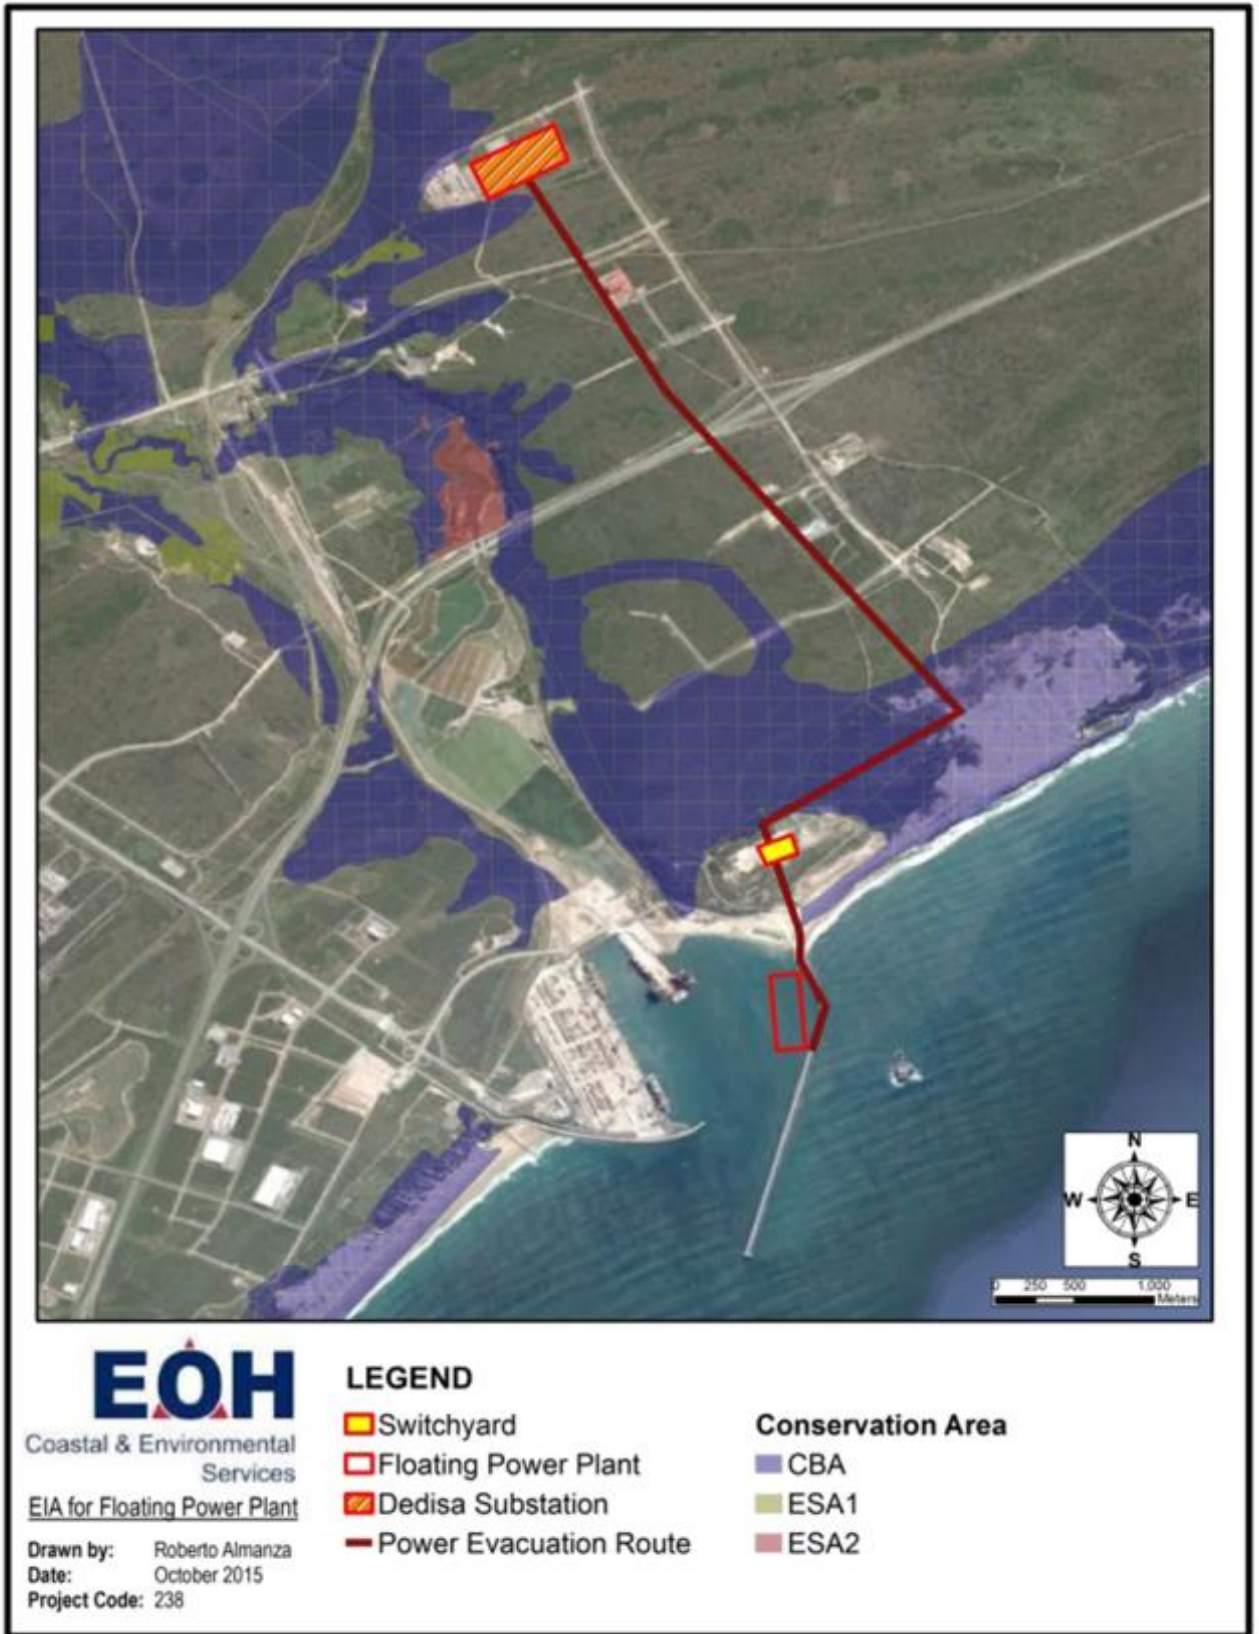 N
W E
S
0 250 500 1,000
Meters
EOH
Coastal & Environmental
Services
EIA for Floating Power Plant
Drawn by: Roberto Almanza
Date: October 2015
Project Code: 238
LEGEND
Switchyard
Floating Power Plant
Dedisa Substation
Power Evacuation Route
Conservation Area
CBA
ESA1
ESA2